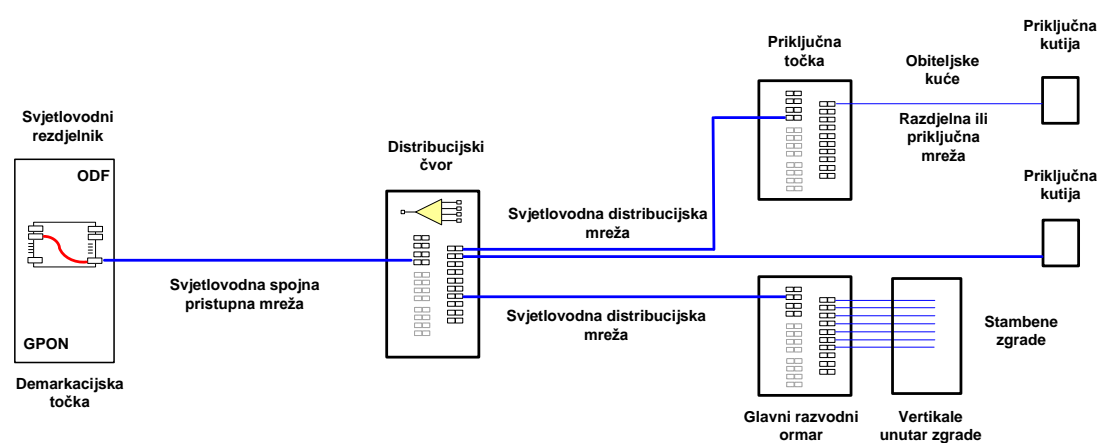 Svjetlovodni
rezdjelnik
ODF
GPON
Demarkacijska
točka
Svjetlovodna spojna
pristupna mreža
Distribucijski
čvor
Svjetlovodna distribucijska
mreža
Svjetlovodna distribucijska
mreža
Priključna
točka
Obiteljske
kuće
Razdjelna ili
priključna
mreža
Priključna
kutija
Priključna
kutija
Stambene
zgrade
Glavni razvodni
ormar
Vertikale
unutar zgrade